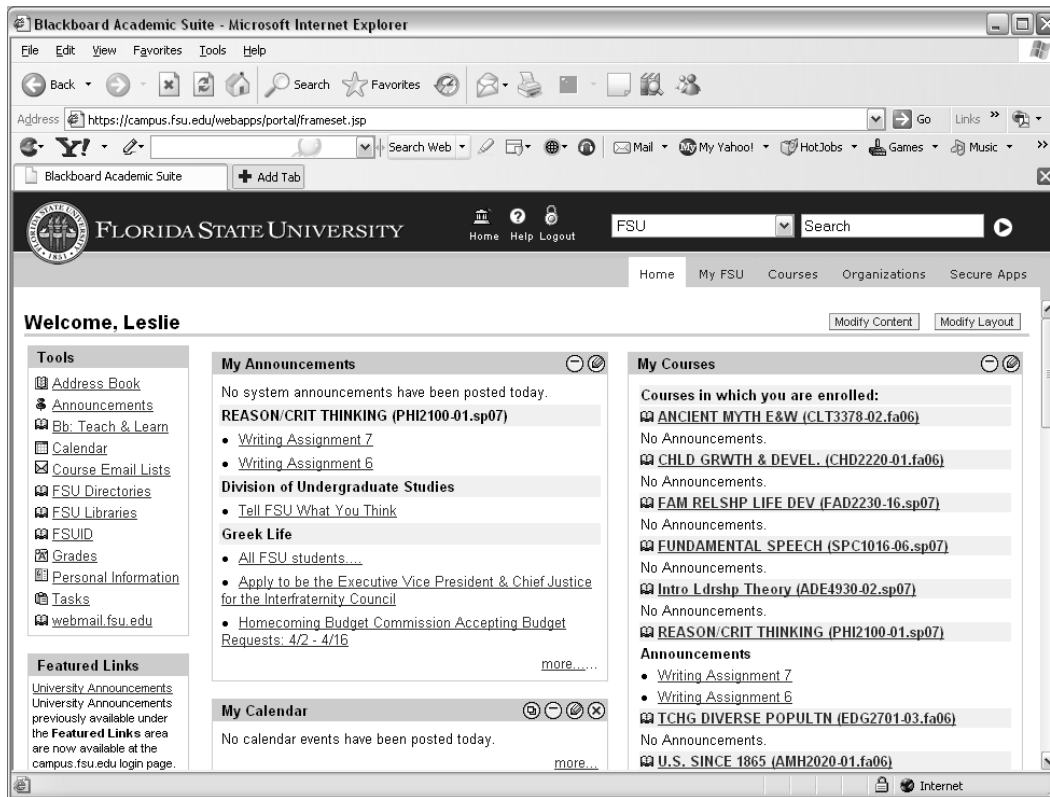 Blackboard Academic Suite - Microsoft Internet Explorer
File Edit View Favorites Tools Help
Back Search Favorites
Address https://campus.fsu.edu/webapps/portal/frameset.jsp Go Links »
Y! Search Web Mail My My Yahoo! HotJobs Games Music »
Blackboard Academic Suite Add Tab
FLORIDA STATE UNIVERSITY
FLORIDA STATE UNIVERSITY
1851
Home Help Logout
FSU Search
Home My FSU Courses Organizations Secure Apps
Welcome, Leslie
Modify Content Modify Layout
Tools
Address Book
Announcements
Bb: Teach & Learn
Calendar
Course Email Lists
FSU Directories
FSU Libraries
FSUID
Grades
Personal Information
Tasks
webmail.fsu.edu
Featured Links
University Announcements
University Announcements
previously available under
the Featured Links area
are now available at the
campus.fsu.edu login page.
My Announcements
No system announcements have been posted today.
REASON/CRIT THINKING (PHI2100-01.sp07)
• Writing Assignment 7
• Writing Assignment 6
Division of Undergraduate Studies
• Tell FSU What You Think
Greek Life
• All FSU students....
• Apply to be the Executive Vice President & Chief Justice
for the Interfraternity Council
• Homecoming Budget Commission Accepting Budget
Requests: 4/2 - 4/16
more......
My Calendar
No calendar events have been posted today.
more...
My Courses
Courses in which you are enrolled:
ANCIENT MYTH E&W (CLT3378-02.fa06)
No Announcements.
CHLD GRWTH & DEVEL. (CHD2220-01.fa06)
No Announcements.
FAM RELSHP LIFE DEV (FAD2230-16.sp07)
No Announcements.
FUNDAMENTAL SPEECH (SPC1016-06.sp07)
No Announcements.
Intro Ldrshp Theory (ADE4930-02.sp07)
No Announcements.
REASON/CRIT THINKING (PHI2100-01.sp07)
Announcements
• Writing Assignment 7
• Writing Assignment 6
TCHG DIVERSE POPULTN (EDG2701-03.fa06)
No Announcements.
U.S. SINCE 1865 (AMH2020-01.fa06)
Internet